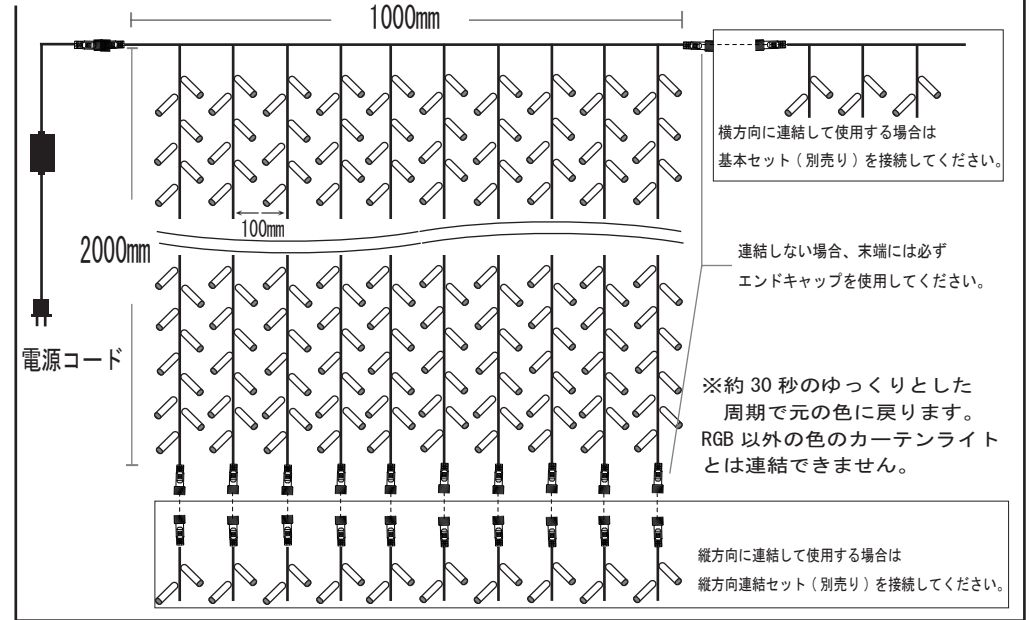 1000mm
横方向に連結して使用する場合は
基本セット(別売り)を接続してください。
100mm
2000mm
連結しない場合、末端には必ず
エンドキャップを使用してください。
電源コード
※約30秒のゆっくりとした
周期で元の色に戻ります。
RGB以外の色のカーテンライト
とは連結できません。
縦方向に連結して使用する場合は
縦方向連結セット(別売り)を接続してください。